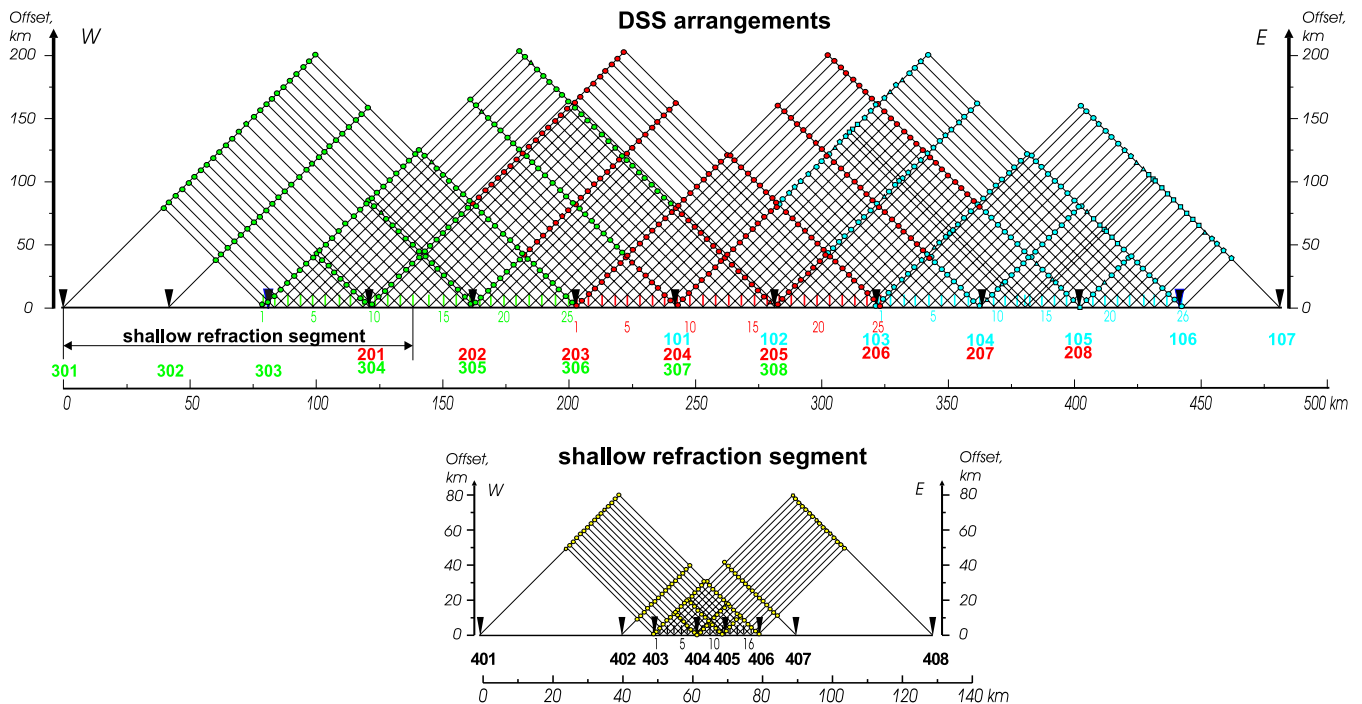 DSS arrangements
Offset, km
W
E
Offset, km
200
150
100
50
0
200
150
100
50
0
1 5 10 15 20 25
1 5 10 15 20 25
1 5 10 15 20 26
shallow refraction segment
101 102 103 104 105 106 107
201 202 203 204 205 206 207 208
301 302 303 304 305 306 307 308
0 50 100 150 200 250 300 350 400 450 500 km
shallow refraction segment
Offset, km
W
E
Offset, km
80
60
40
20
0
80
60
40
20
0
1 5 10 16
401 402 403 404 405 406 407 408
0 20 40 60 80 100 120 140 km